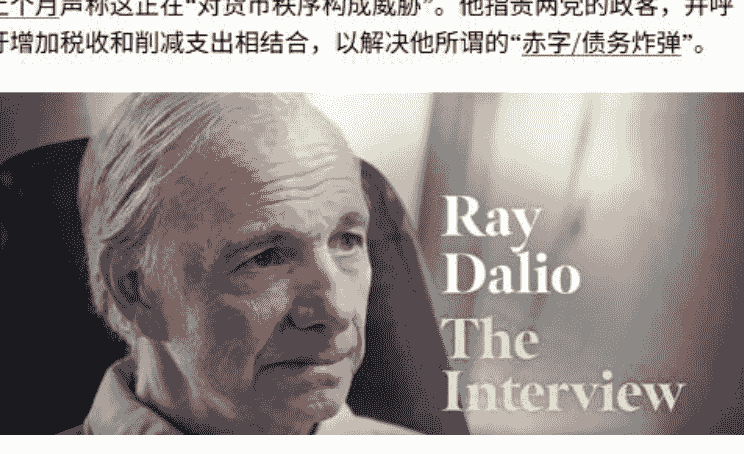 个月声称这正在“对货币秩序构成威胁”。他指责两党的政客，并呼
增加税收和削减支出相结合，以解决他所谓的“赤字/债务炸弹”。
Ray
Dalio
The
Interview